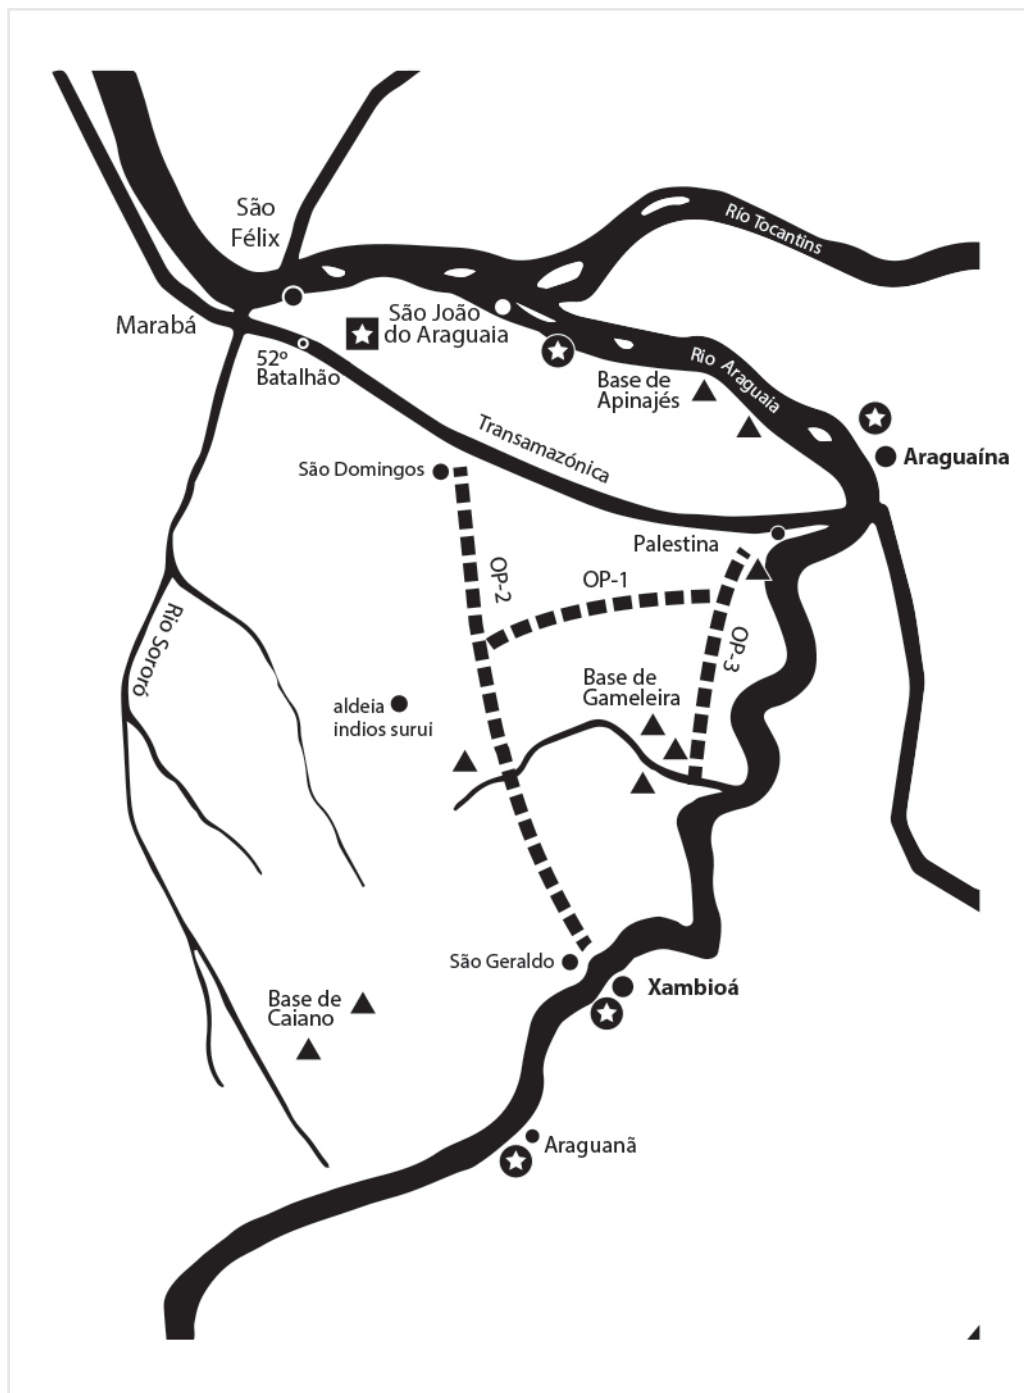 São
Félix
Río Tocantins
Marabá
São João
do Araguaia
52º
Batalhão
Rio Araguaia
Base de
Apinajés
Transamazónica
Araguaína
São Domingos
Palestina
OP-2
OP-1
OP-3
Rio Sororó
Base de
Gameleira
aldeia
indios surui
São Geraldo
Xambioá
Base de
Caiano
Araguanã